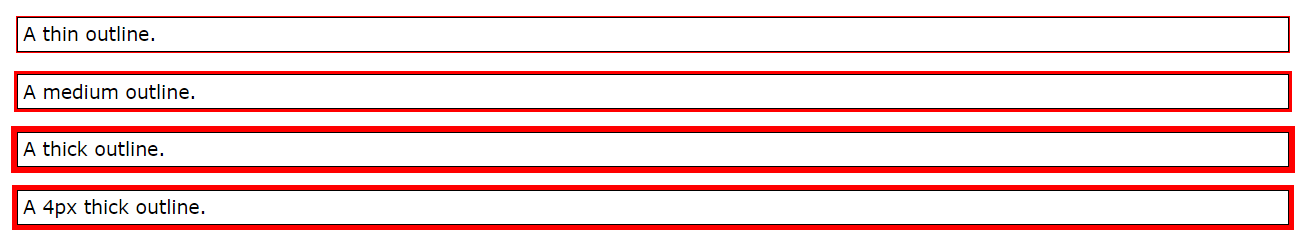 A thin outline.
A medium outline.
A thick outline.
A 4px thick outline.